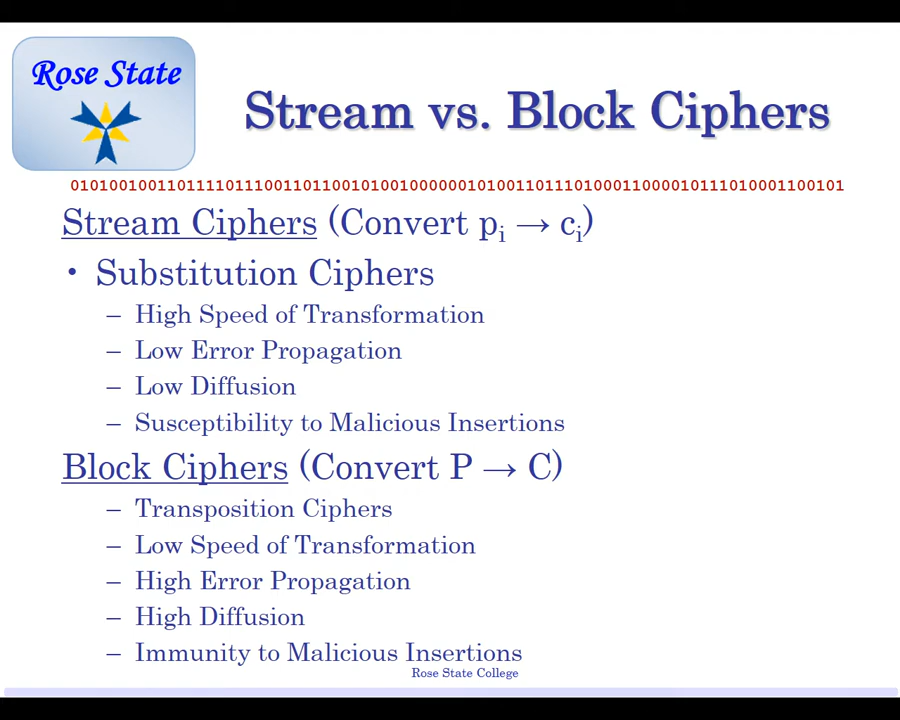 Rose State
Stream vs. Block Ciphers
01010010011011110111001101100101001000000101001101110100011000010111010001100101
Stream Ciphers (Convert pi → ci)
• Substitution Ciphers
– High Speed of Transformation
– Low Error Propagation
– Low Diffusion
– Susceptibility to Malicious Insertions
Block Ciphers (Convert P → C)
– Transposition Ciphers
– Low Speed of Transformation
– High Error Propagation
– High Diffusion
– Immunity to Malicious Insertions
Rose State College